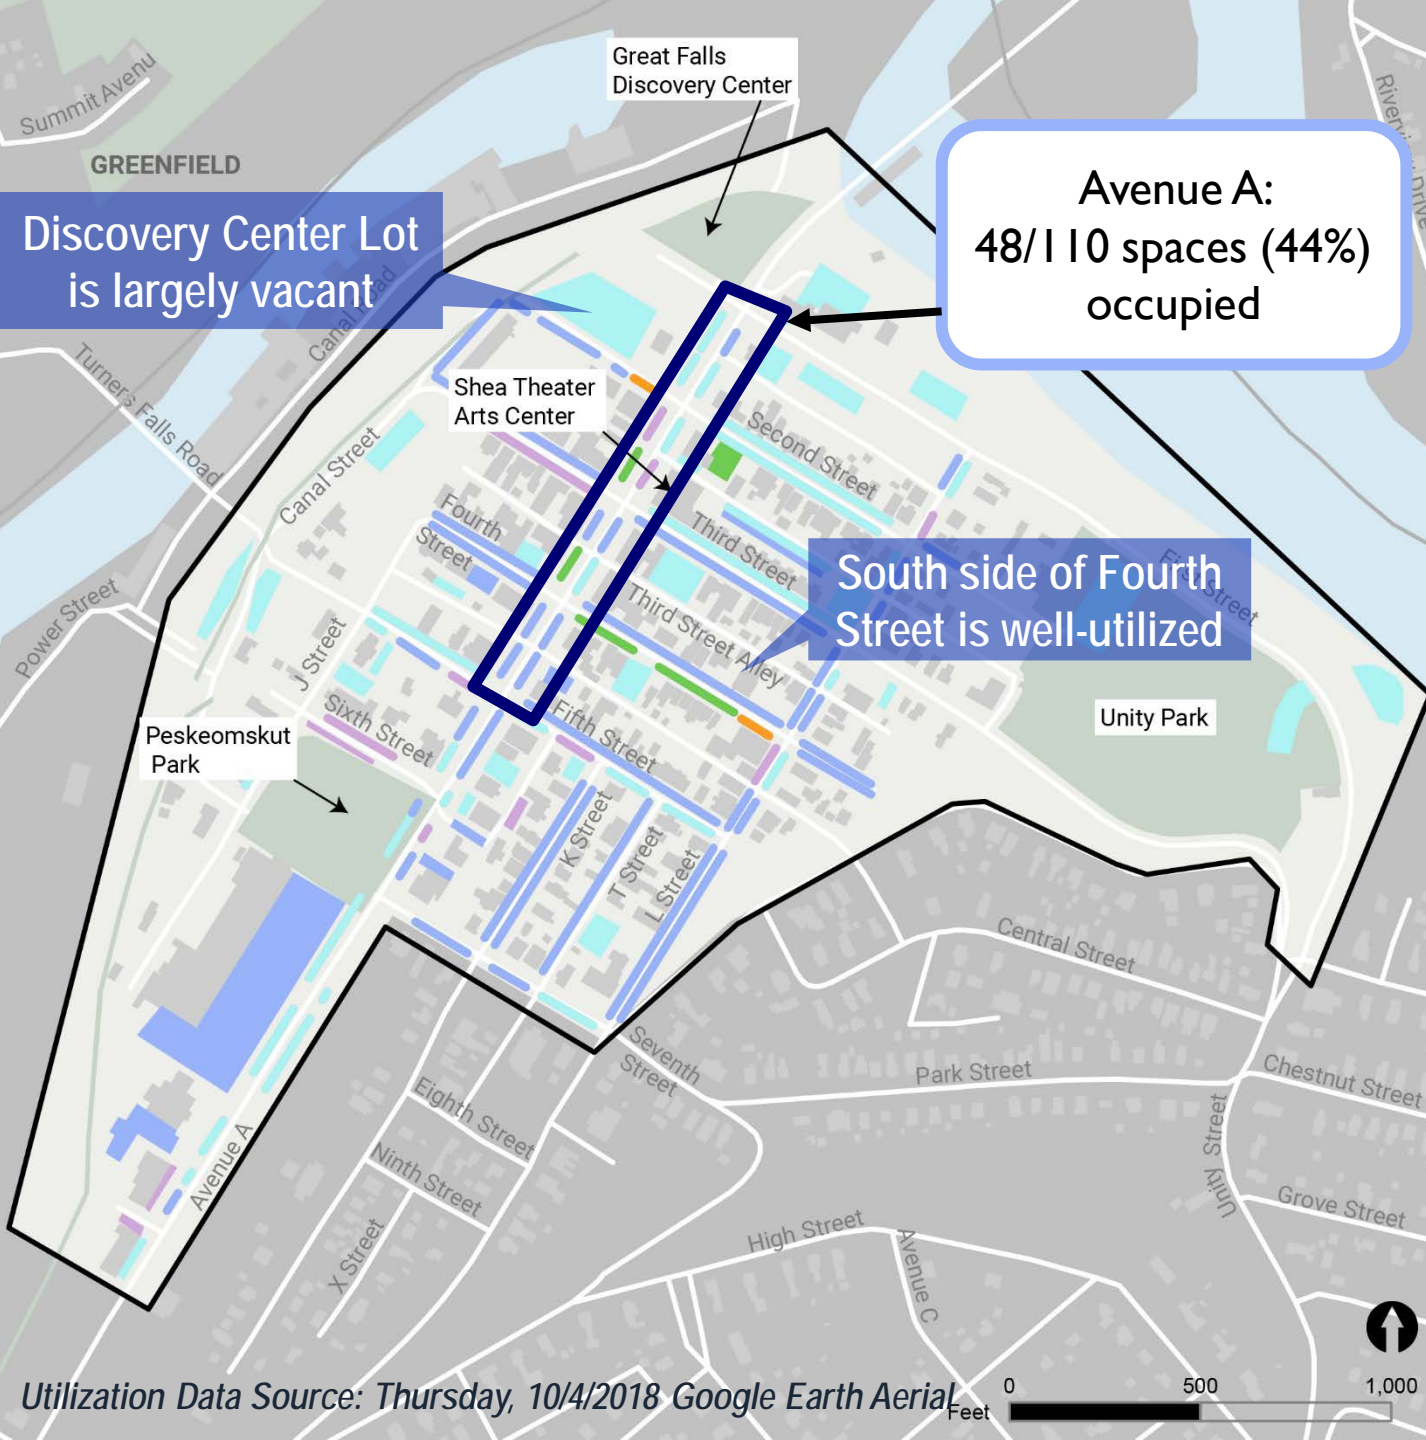 Great Falls
Discovery Center
Summit Avenu
GREENFIELD
Avenue A:
48/110 spaces (44%)
occupied
Discovery Center Lot
is largely vacant
Canal Road
Turners Falls Road
Shea Theater
Arts Center
Canal Street
Second Street
Fourth
Street
Third Street
South side of Fourth
Street is well-utilized
First Street
Power Street
Third Street Alley
J Street
Sixth Street
Fifth Street
Unity Park
Peskeomskut
Park
K Street
T Street
L Street
Central Street
Seventh
Street
Park Street
Chestnut Street
Eighth Street
Unity Street
Avenue A
Ninth Street
Grove Street
X Street
High Street
Avenue C
Utilization Data Source: Thursday, 10/4/2018 Google Earth Aerial
Feet
0 500 1,000